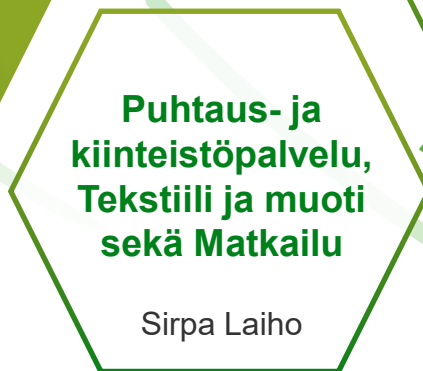 Puhtaus- ja
kiinteistöpalvelu,
Tekstiili ja muoti
sekä Matkailu
Sirpa Laiho